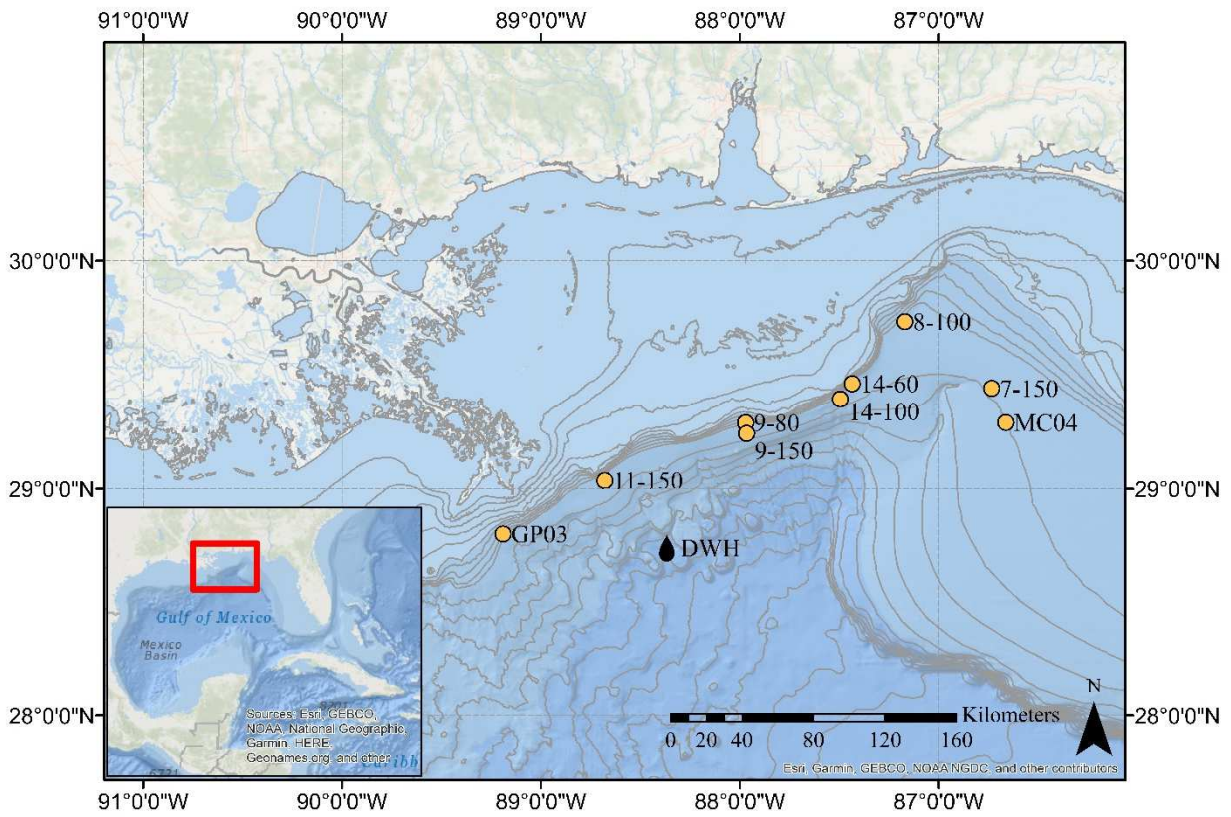 91°0'0"W 90°0'0"W 89°0'0"W 88°0'0"W 87°0'0"W
30°0'0"N 30°0'0"N
8-100
14-60
7-150
14-100
9-80
MC04
9-150
11-150
29°0'0"N 29°0'0"N
GP03
DWH
Gulf of Mexico
Mexico
Basin
N
Kilometers
28°0'0"N 28°0'0"N
0 20 40 80 120 160
Sources: Esri, GEBCO,
NOAA, National Geographic,
Garmin, HERE,
Geonames.org, and other
Caribb
Esri, Garmin, GEBCO, NOAA NGDC, and other contributors
91°0'0"W 90°0'0"W 89°0'0"W 88°0'0"W 87°0'0"W